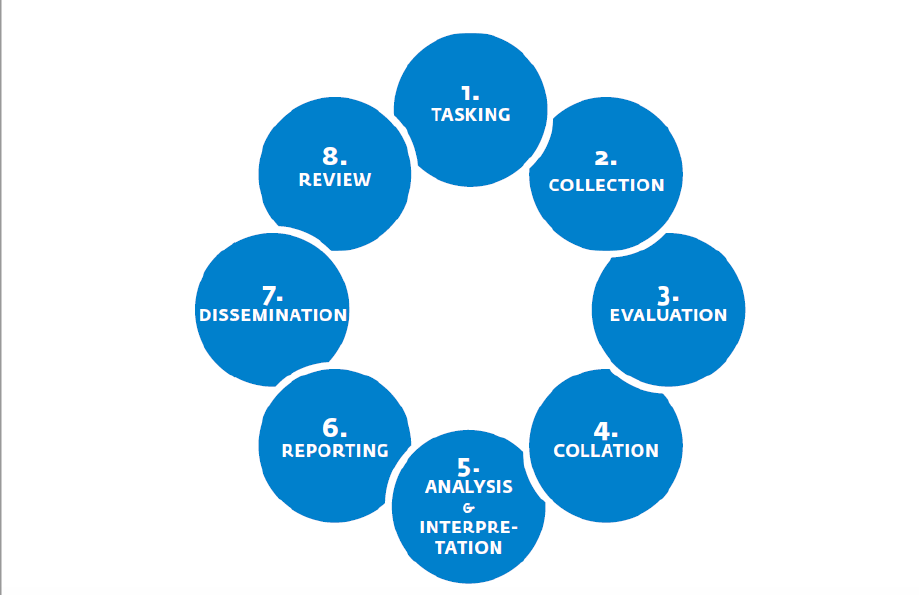 1.
TASKING
2.
COLLECTION
3.
EVALUATION
4.
COLLATION
5.
ANALYSIS
&
INTERPRE-
TATION
6.
REPORTING
7.
DISSEMINATION
8.
REVIEW